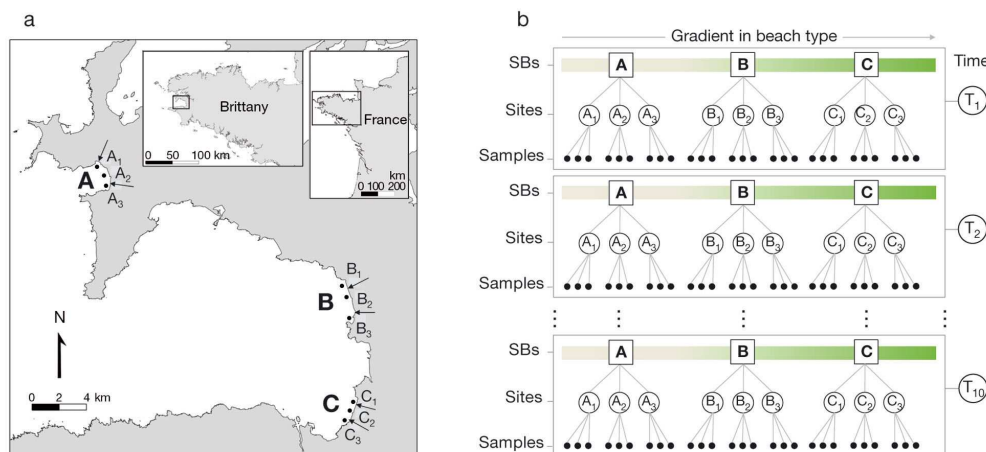 a
Brittany
0 50 100 km
France
km
0 100 200
A₁
A
A₂
A₃
B₁
B
B₂
B₃
N
0 2 4 km
C₁
C
C₂
C₃
b
Gradient in beach type
SBs A B C Time
Sites A₁ A₂ A₃ B₁ B₂ B₃ C₁ C₂ C₃ T₁
Samples
SBs A B C
Sites A₁ A₂ A₃ B₁ B₂ B₃ C₁ C₂ C₃ T₂
Samples
SBs A B C
Sites A₁ A₂ A₃ B₁ B₂ B₃ C₁ C₂ C₃ T₁₀
Samples